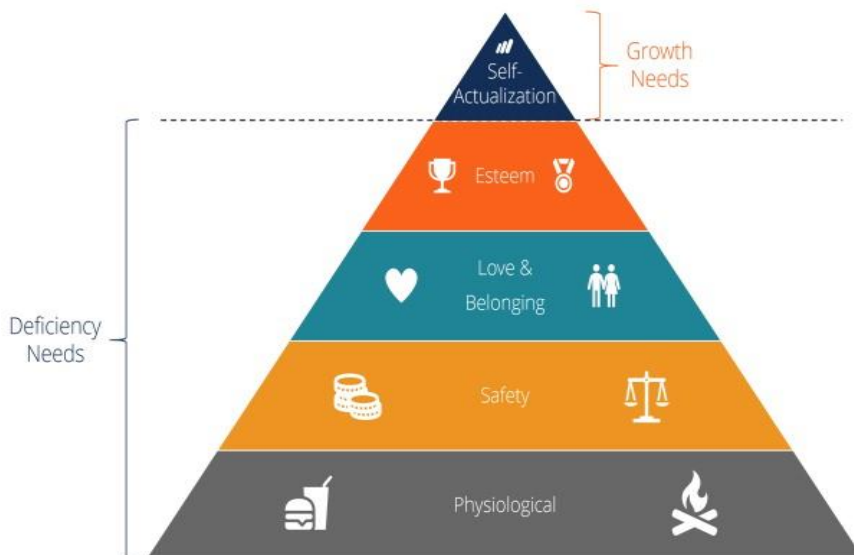 Self-
Actualization
Growth
Needs
Esteem
Love &
Belonging
Deficiency
Needs
Safety
Physiological